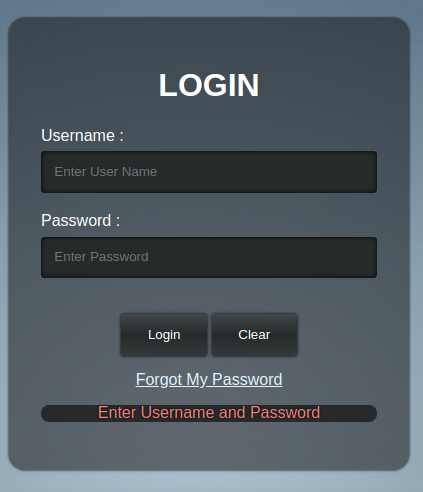 LOGIN
Username :
Enter User Name
Password :
Enter Password
Login Clear
Forgot My Password
Enter Username and Password